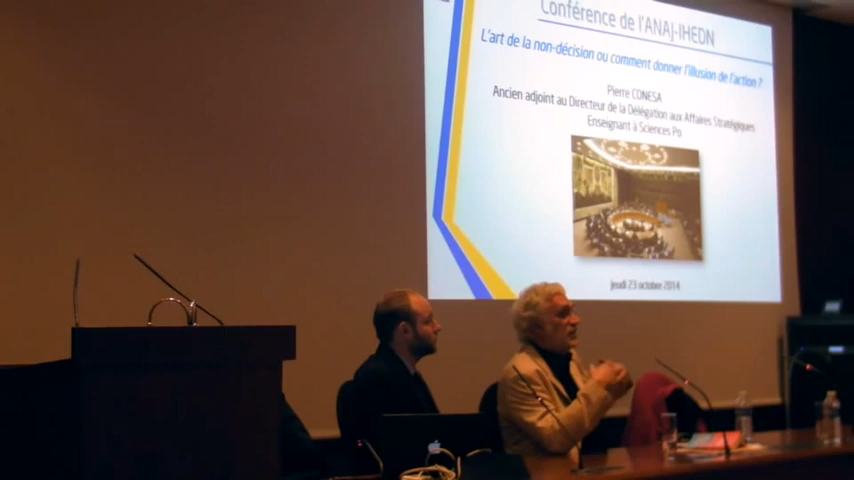 Conférence de l'ANAJ-IHEDN
L'art de la non-décision ou comment donner l'illusion de l'action ?
Pierre CONESA
Ancien adjoint au Directeur de la Délégation aux Affaires Stratégiques
Enseignant à Sciences Po
jeudi 23 octobre 2014